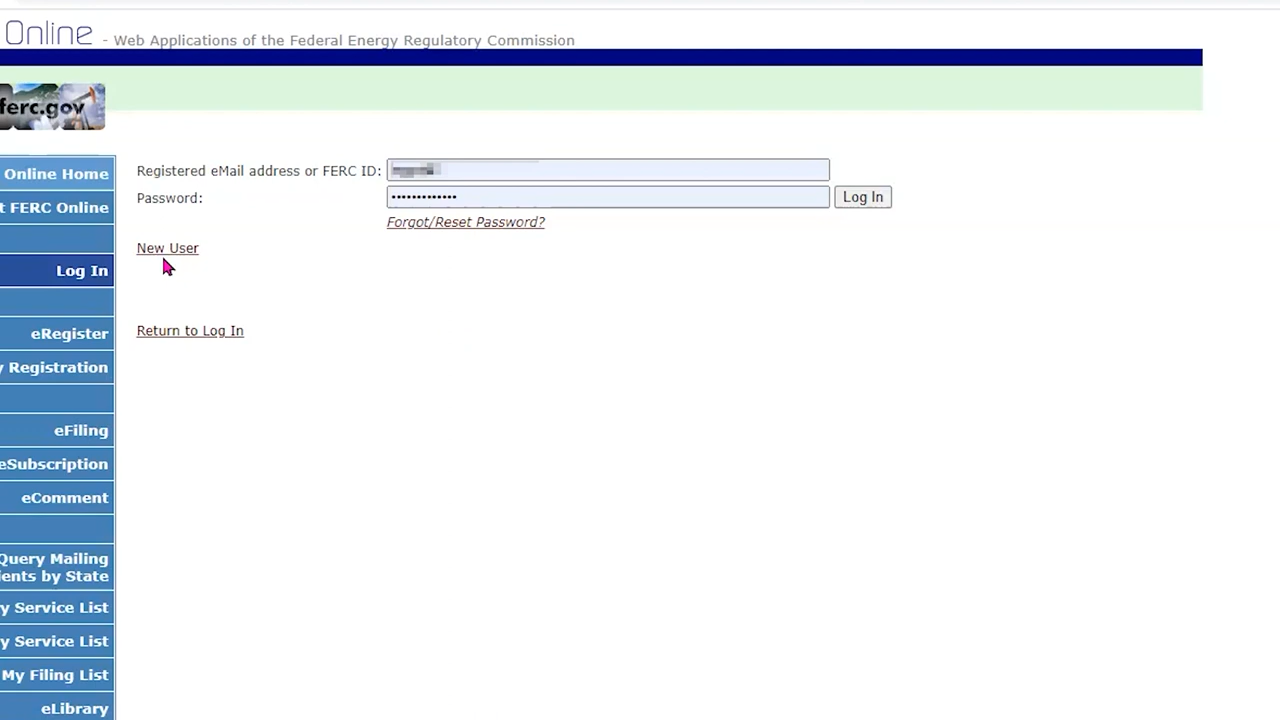 Online - Web Applications of the Federal Energy Regulatory Commission
ferc.gov
Online Home
FERC Online
Log In
eRegister
Registration
eFiling
eSubscription
eComment
Query Mailing
by State
Service List
Service List
My Filing List
eLibrary
Registered eMail address or FERC ID:
Password: ••••••••••••• Log In
Forgot/Reset Password?
New User
Return to Log In